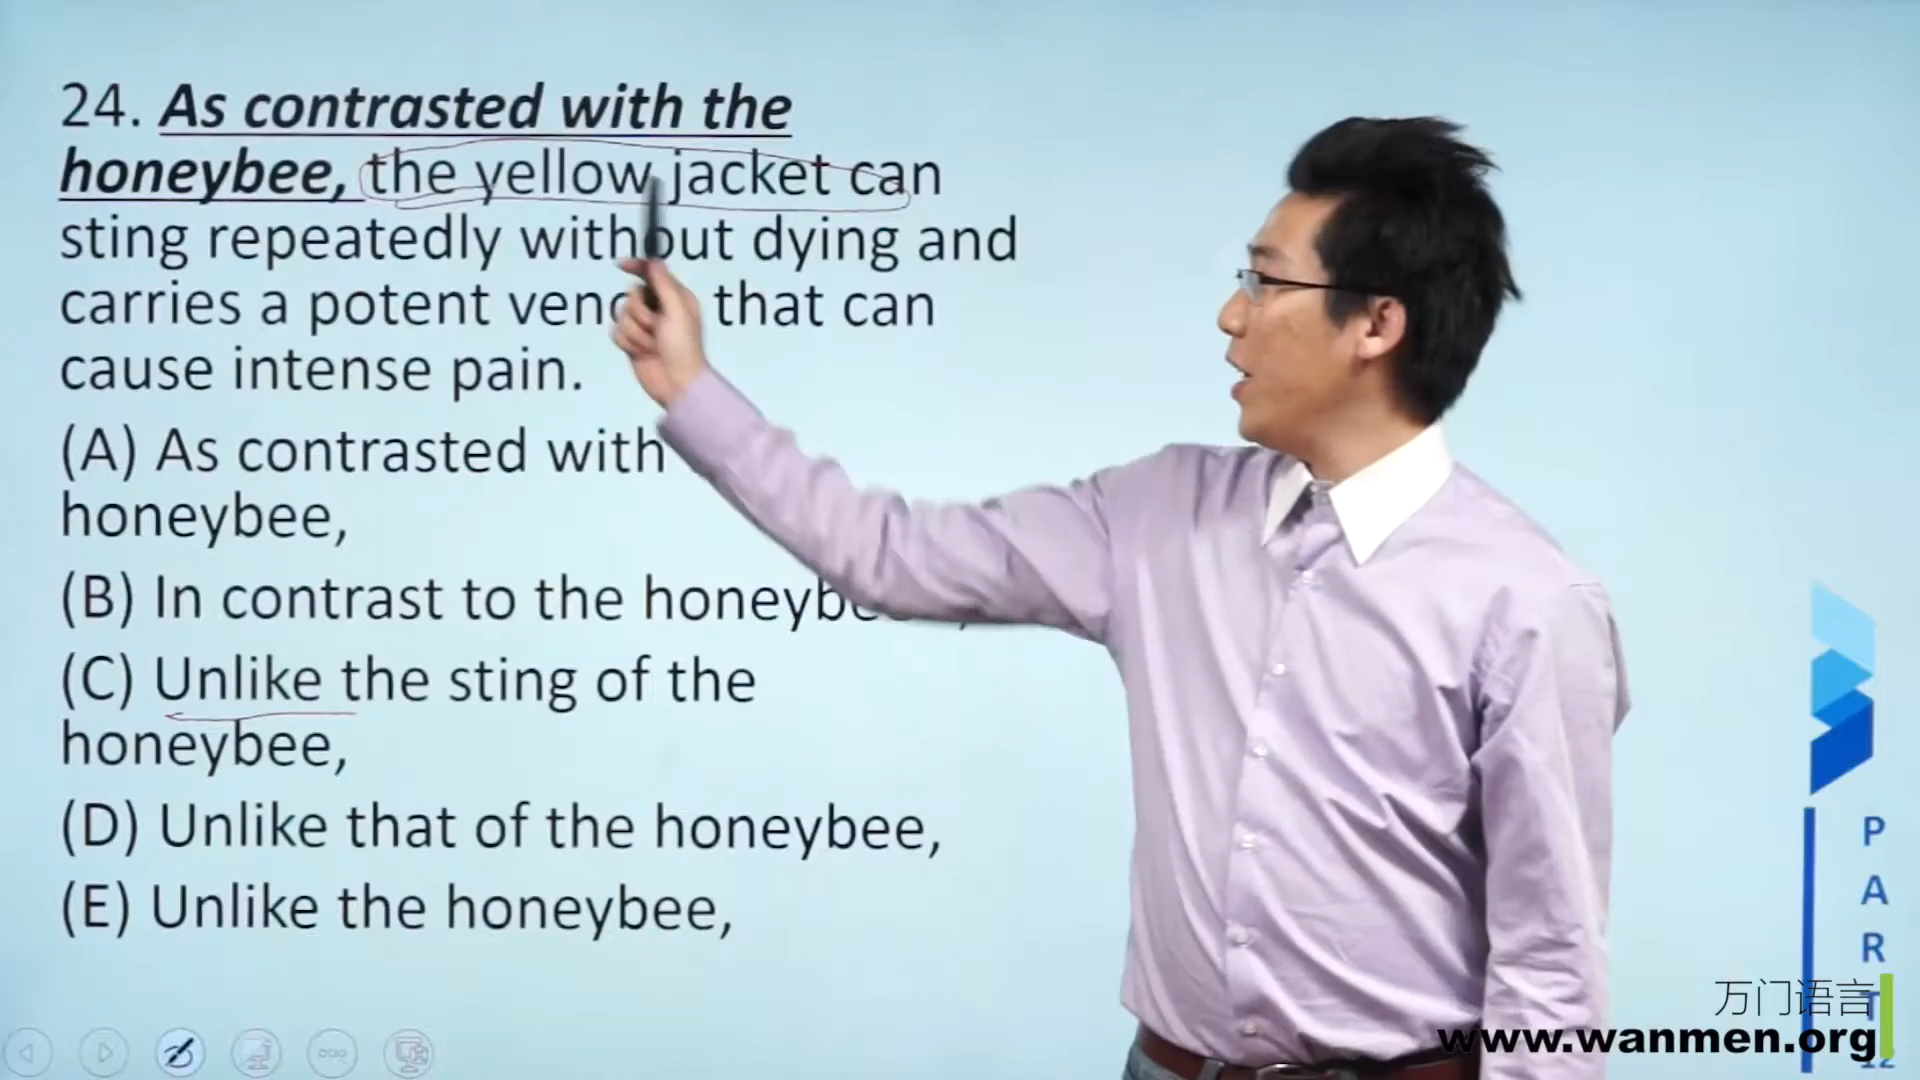 24. As contrasted with the
honeybee, the yellow jacket can
sting repeatedly without dying and
carries a potent that can
cause intense pain.
(A) As contrasted with
honeybee,
(B) In contrast to the
(C) Unlike the sting of the
honeybee,
(D) Unlike that of the honeybee,
(E) Unlike the honeybee,
P
A
R
T
12
万门语言
www.wanmen.org